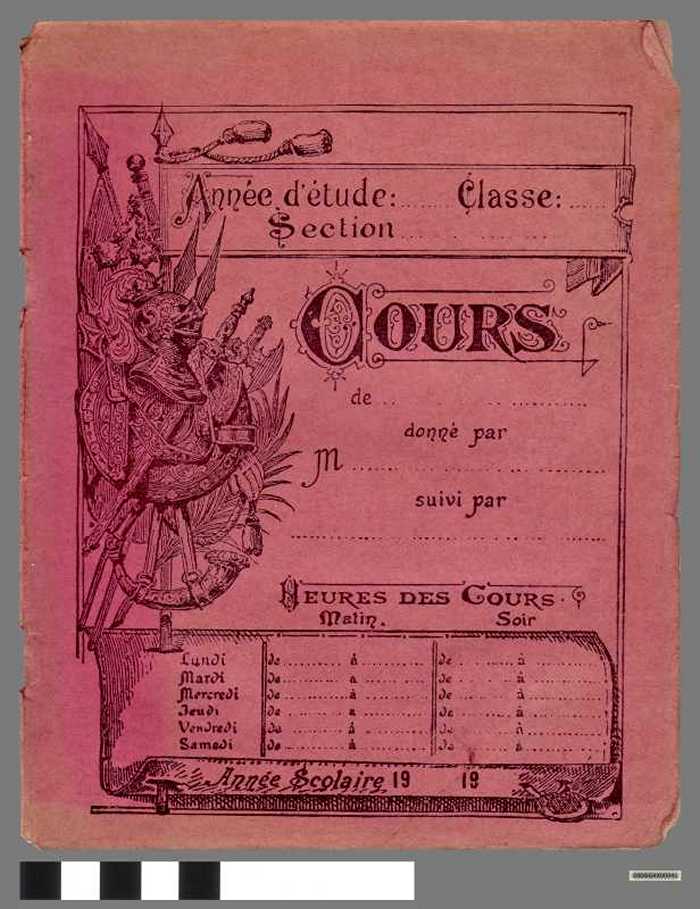 Année d'étude: ...... Classe: .....
Section ... . . . . . . .
COURS
de .. . . . ............
donné par
M ...... . . . ............
suivi par
..............................
HEURES DES COURS.
Matin. Soir
Lundi de ............ à ............ de ........ à ............
Mardi de ............ à ............ de ........ à ............
Mercredi de ............ à ............ de ........ à ............
Jeudi de ............ à ............ de ........ à ............
Vendredi de ............ à ............ de ........ à ............
Samedi de ............ à ............ de ........ à ............
Année Scolaire 19 19